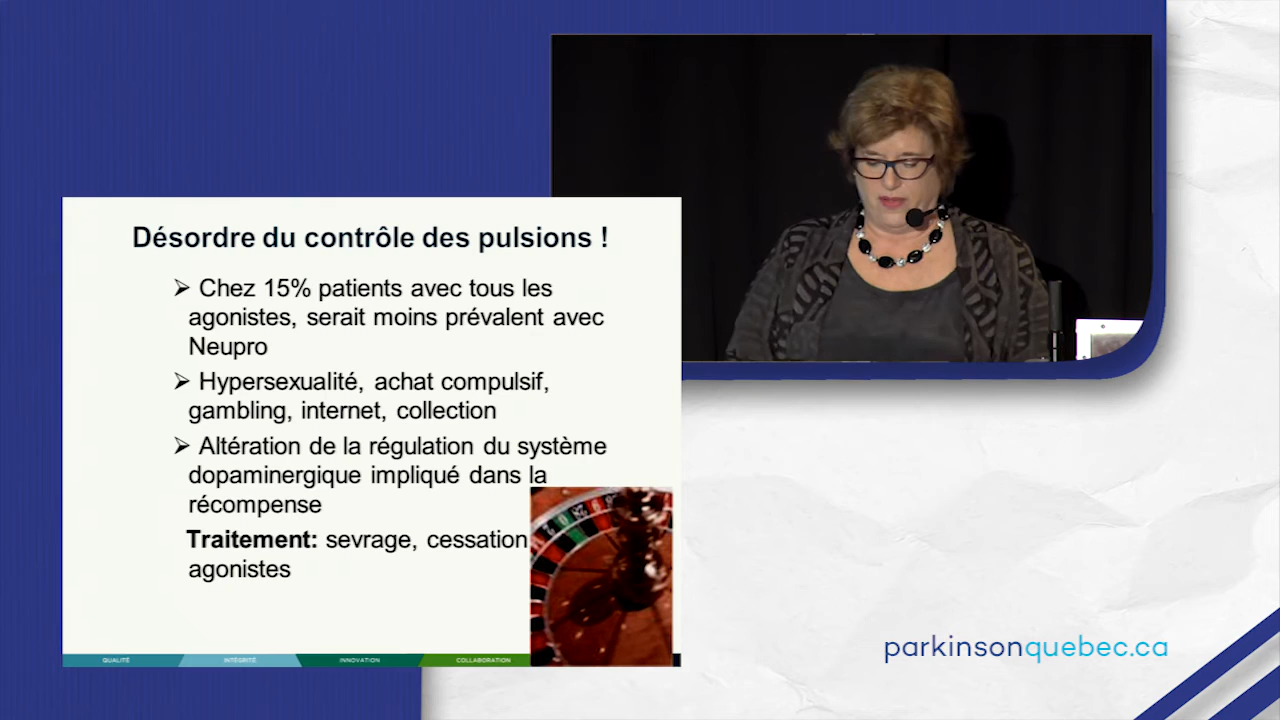 Désordre du contrôle des pulsions !
➢ Chez 15% patients avec tous les
agonistes, serait moins prévalent avec
Neupro
➢ Hypersexualité, achat compulsif,
gambling, internet, collection
➢ Altération de la régulation du système
dopaminergique impliqué dans la
récompense
Traitement: sevrage, cessation
agonistes
QUALITÉ INTÉGRITÉ INNOVATION COLLABORATION
parkinsonquebec.ca